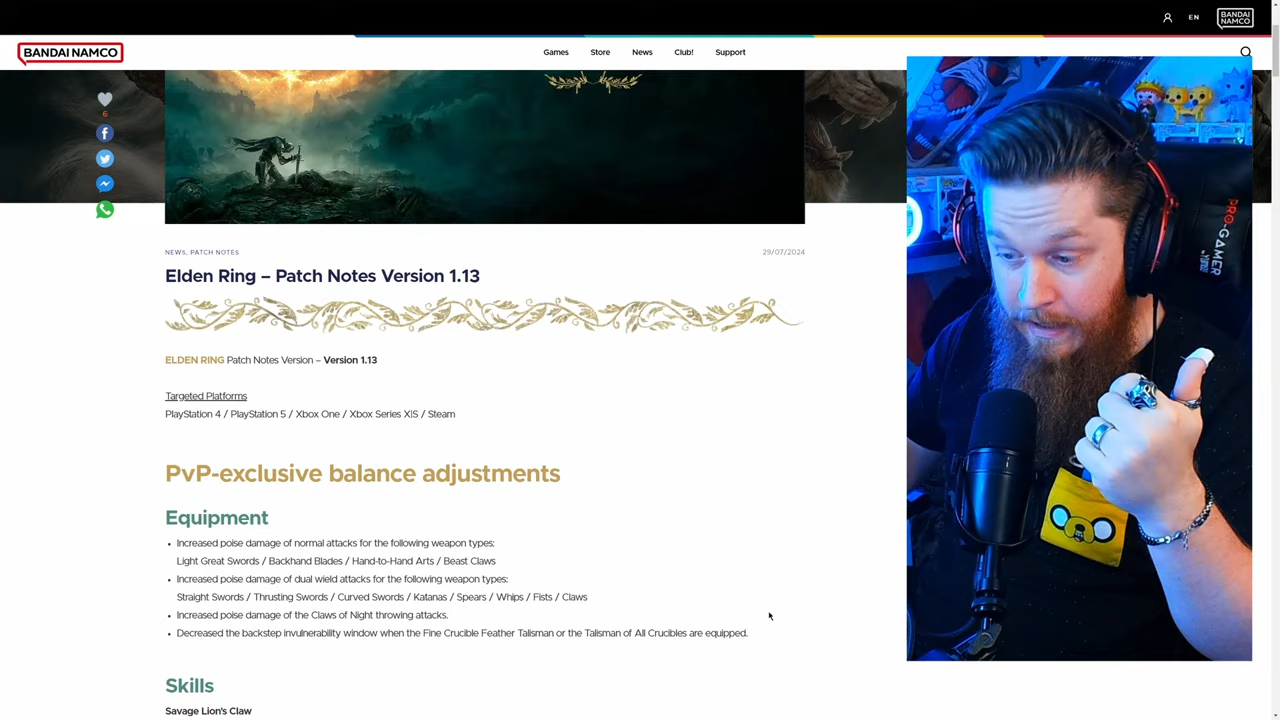 EN
BANDAI
NAMCO
BANDAI NAMCO
Games
Store
News
Club!
Support
6
NEWS, PATCH NOTES
29/07/2024
Elden Ring – Patch Notes Version 1.13
ELDEN RING Patch Notes Version – Version 1.13
Targeted Platforms
PlayStation 4 / PlayStation 5 / Xbox One / Xbox Series X|S / Steam
PvP-exclusive balance adjustments
Equipment
• Increased poise damage of normal attacks for the following weapon types:
Light Great Swords / Backhand Blades / Hand-to-Hand Arts / Beast Claws
• Increased poise damage of dual wield attacks for the following weapon types:
Straight Swords / Thrusting Swords / Curved Swords / Katanas / Spears / Whips / Fists / Claws
• Increased poise damage of the Claws of Night throwing attacks.
• Decreased the backstep invulnerability window when the Fine Crucible Feather Talisman or the Talisman of All Crucibles are equipped.
Skills
Savage Lion's Claw
PRO-GAMER